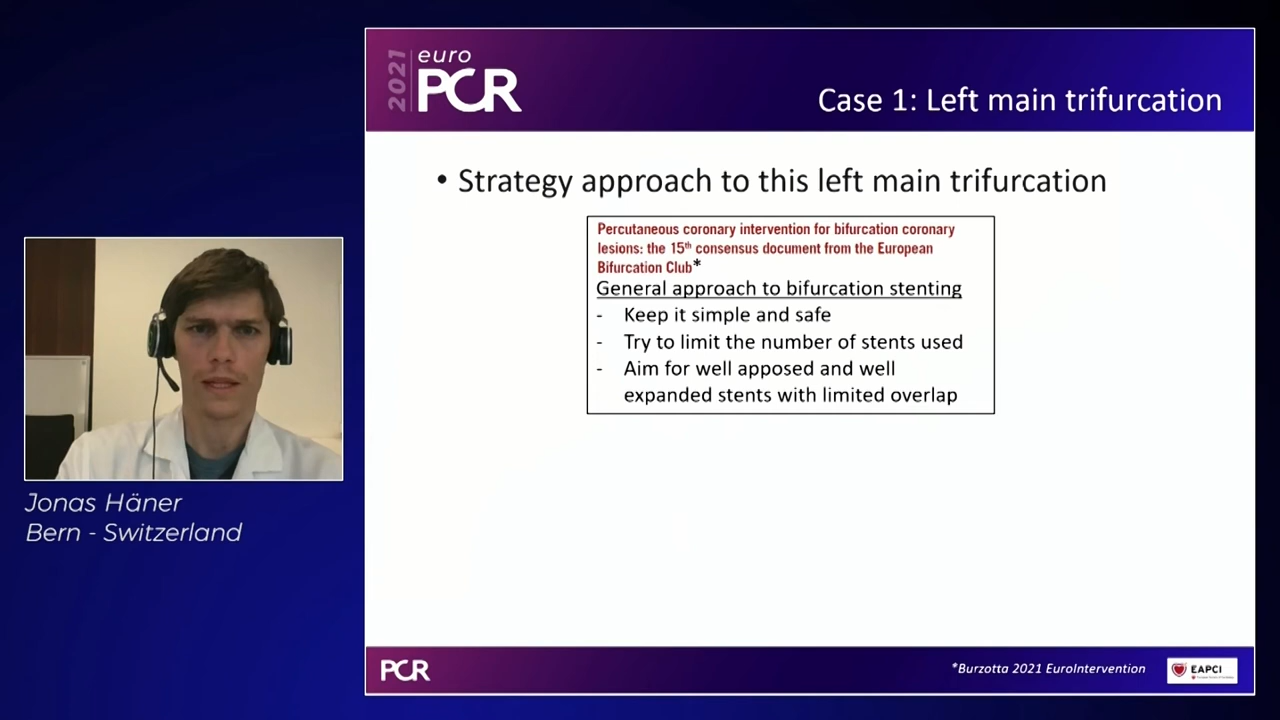 2021 euro
PCR
Case 1: Left main trifurcation
• Strategy approach to this left main trifurcation
Percutaneous coronary intervention for bifurcation coronary
lesions: the 15th consensus document from the European
Bifurcation Club*
General approach to bifurcation stenting
- Keep it simple and safe
- Try to limit the number of stents used
- Aim for well apposed and well
expanded stents with limited overlap
Jonas Häner
Bern - Switzerland
PCR
*Burzotta 2021 EuroIntervention
EAPCI